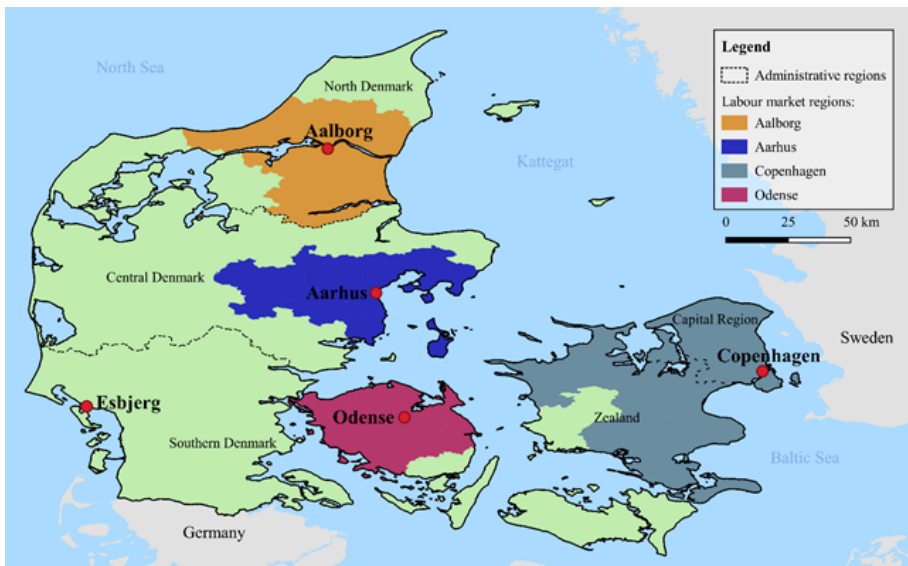 North Sea
North Denmark
Aalborg
Kattegat
Central Denmark
Aarhus
Capital Region
Copenhagen
Sweden
Esbjerg
Odense
Zealand
Southern Denmark
Baltic Sea
Germany
Legend
Administrative regions
Labour market regions:
Aalborg
Aarhus
Copenhagen
Odense
0 25 50 km